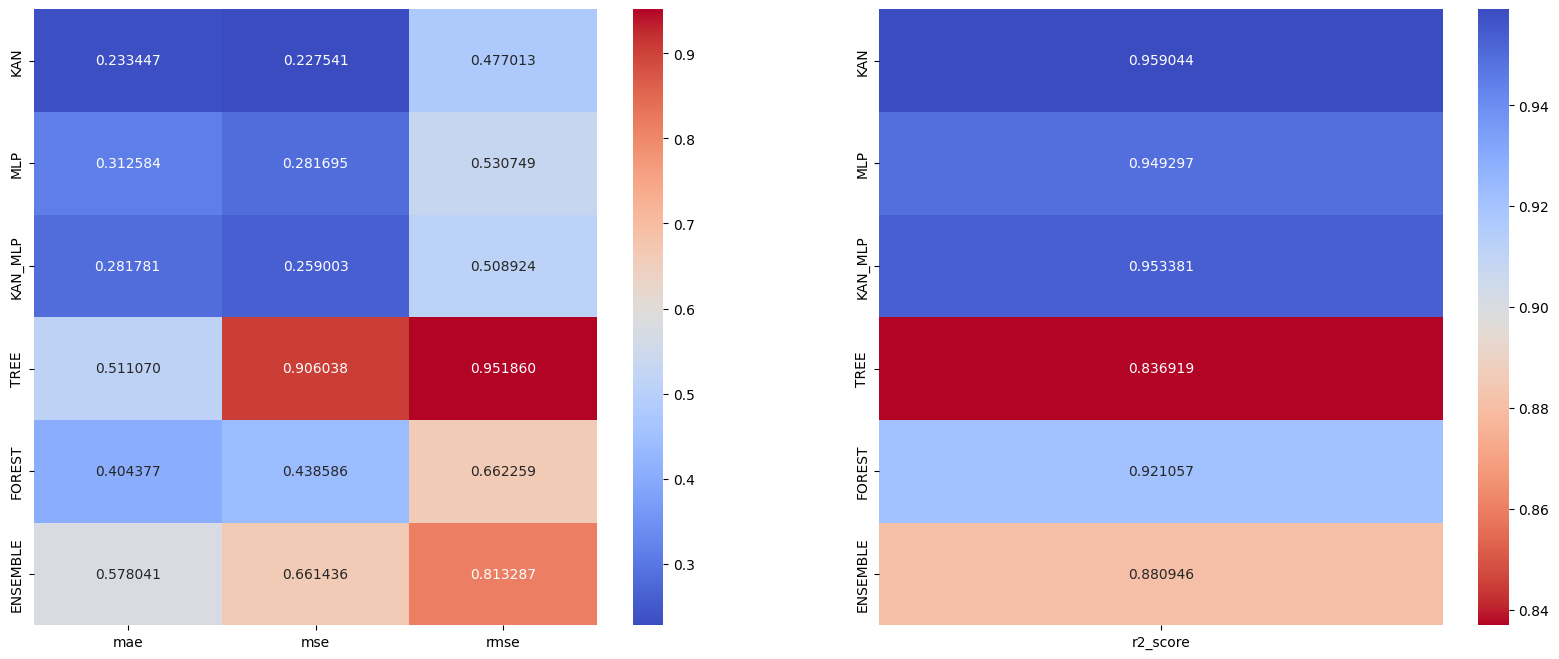 KAN 0.233447 0.227541 0.477013
MLP 0.312584 0.281695 0.530749
KAN_MLP 0.281781 0.259003 0.508924
TREE 0.511070 0.906038 0.951860
FOREST 0.404377 0.438586 0.662259
ENSEMBLE 0.578041 0.661436 0.813287
mae mse rmse
0.9
0.8
0.7
0.6
0.5
0.4
0.3
KAN 0.959044
MLP 0.949297
KAN_MLP 0.953381
TREE 0.836919
FOREST 0.921057
ENSEMBLE 0.880946
r2_score
0.94
0.92
0.90
0.88
0.86
0.84